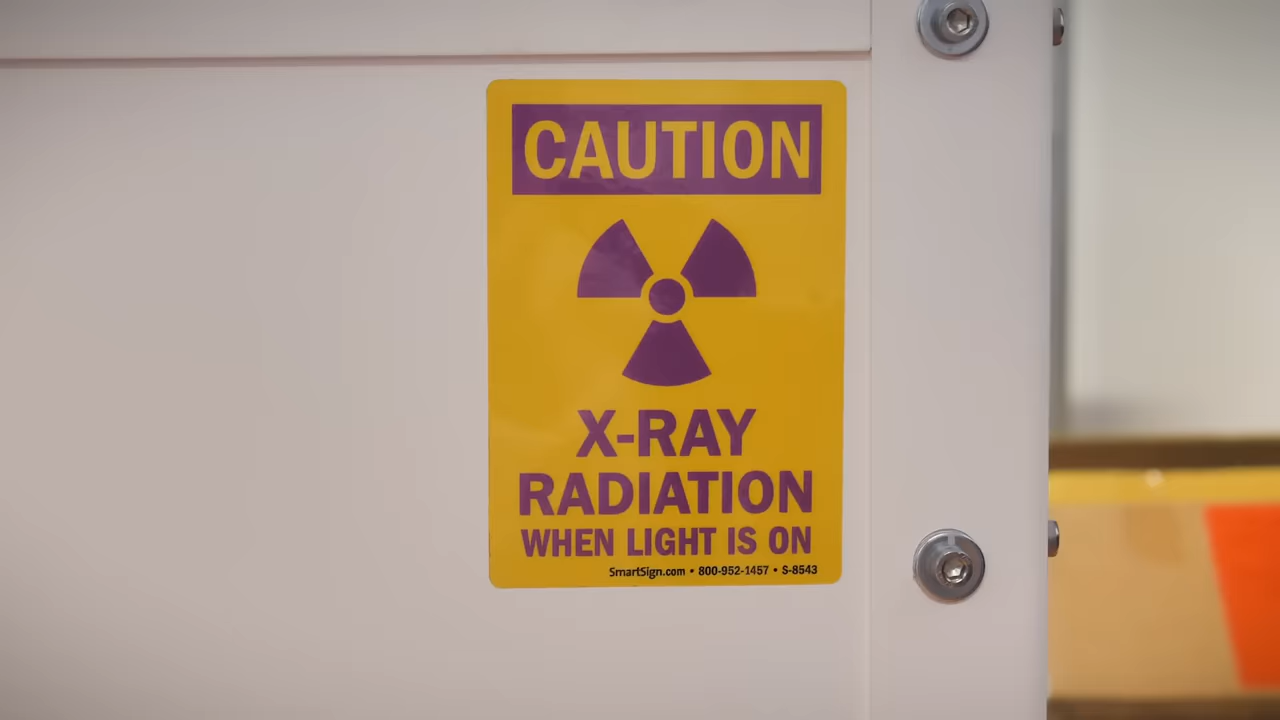 CAUTION
X-RAY
RADIATION
WHEN LIGHT IS ON
SmartSign.com • 800-952-1457 • S-8543